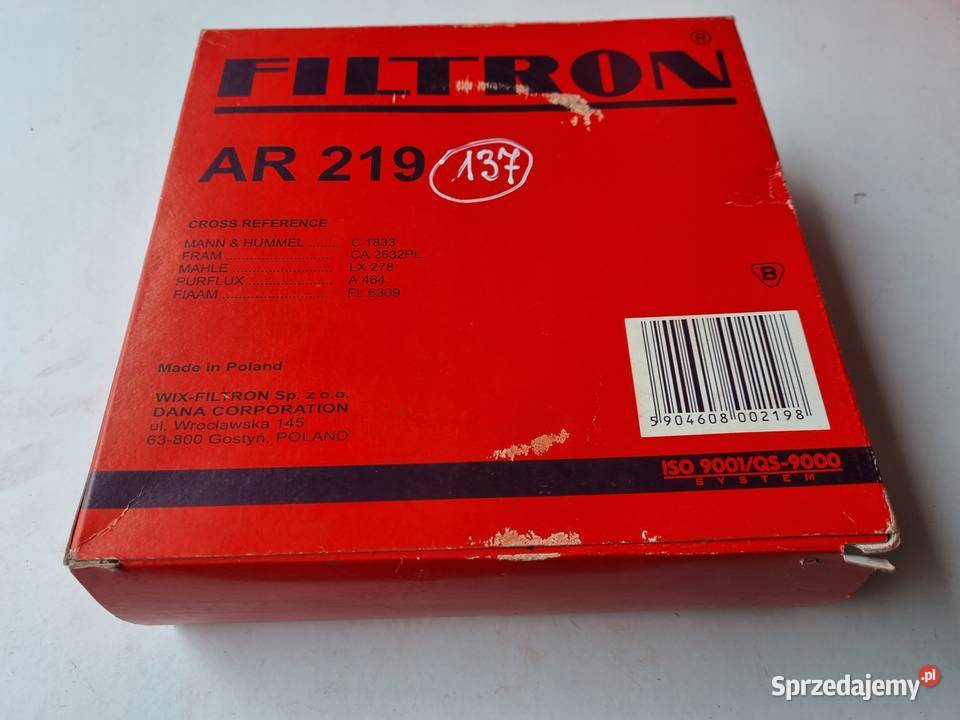 FILTRON®
AR 219 137
CROSS REFERENCE
MANN & HUMMEL ...... C 1833
FRAM ........................... CA 2632PL
MAHLE ......................... LX 278
PURFLUX ..................... A 464
FIAAM ........................... FL 6309
B
Made in Poland
WIX-FILTRON Sp. z o.o.
DANA CORPORATION
ul. Wrocławska 145
63-800 Gostyń, POLAND
5904608 002198
ISO 9001/QS-9000
SYSTEM
Sprzedajemy.pl